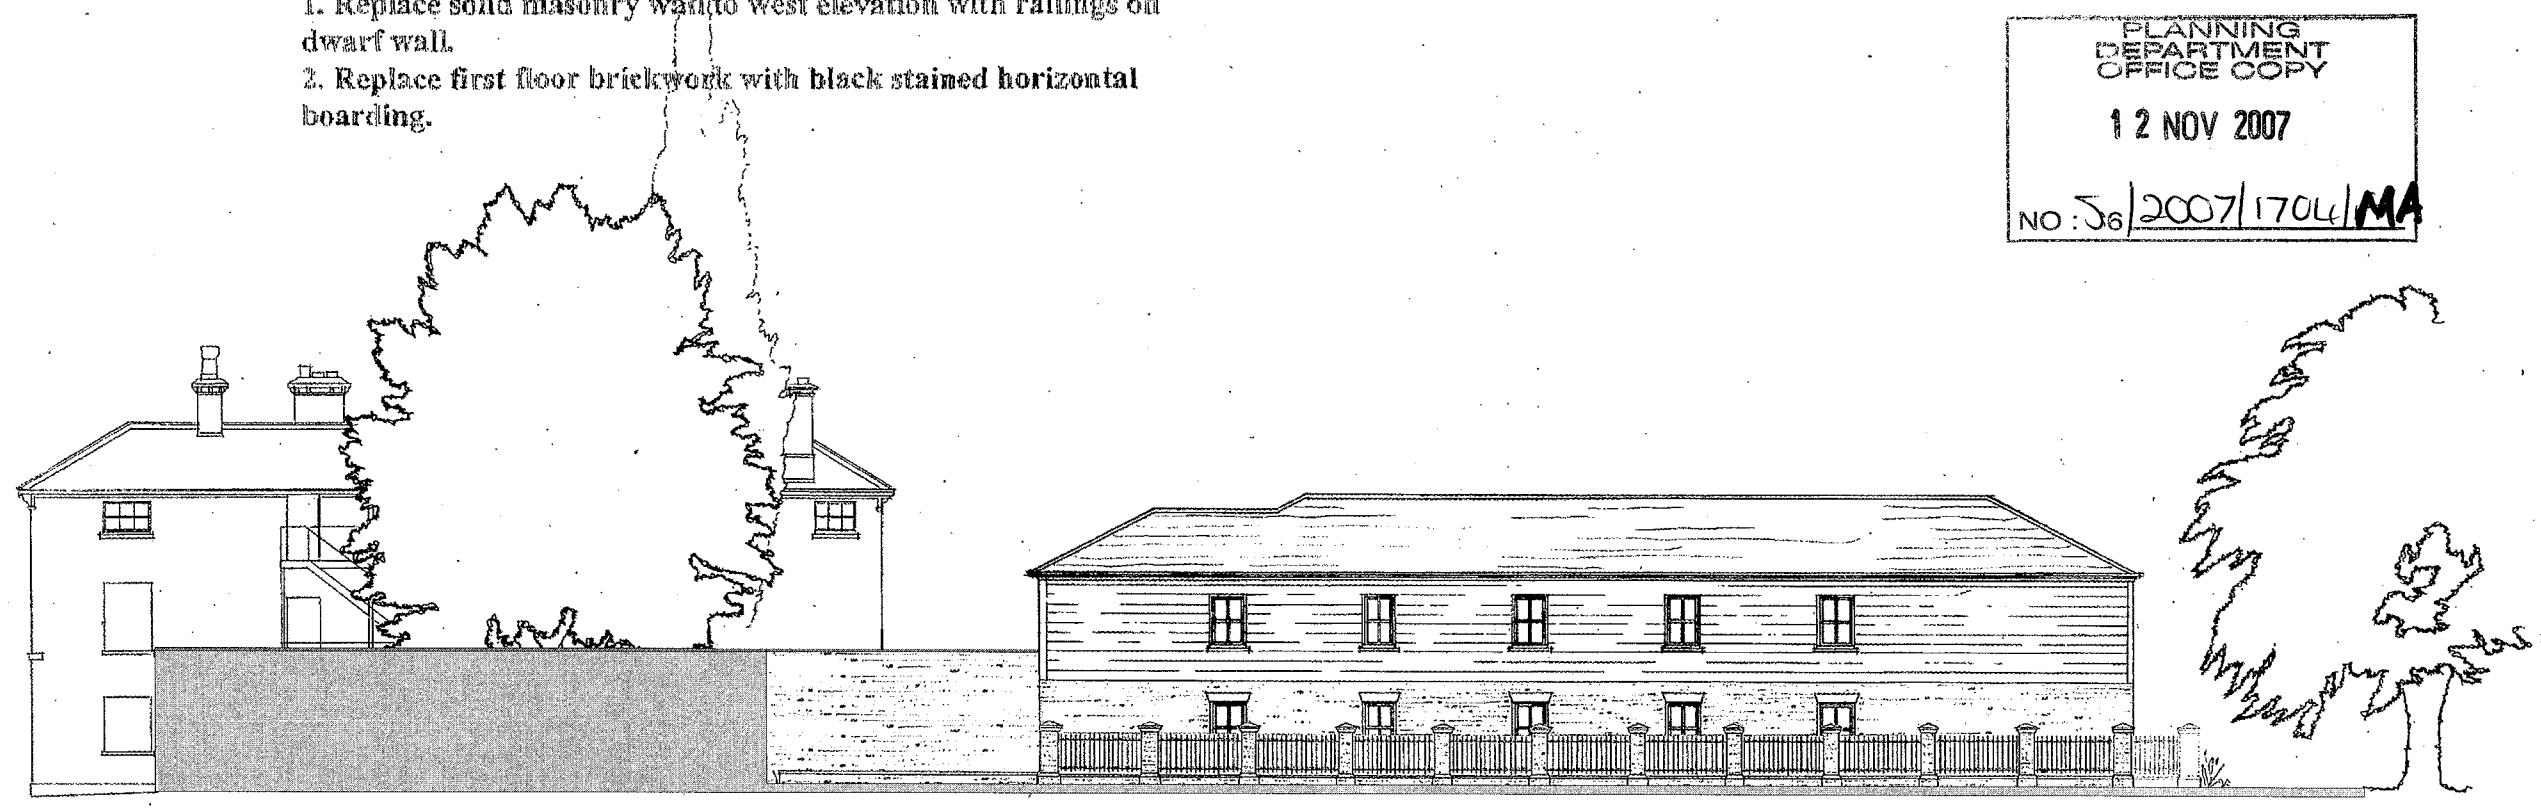 1. Replace solid masonry wall to west elevation with railings on
dwarf wall.
2. Replace first floor brickwork with black stained horizontal
boarding.
PLANNING
DEPARTMENT
OFFICE COPY
12 NOV 2007
NO: S6/2007/1704/MA